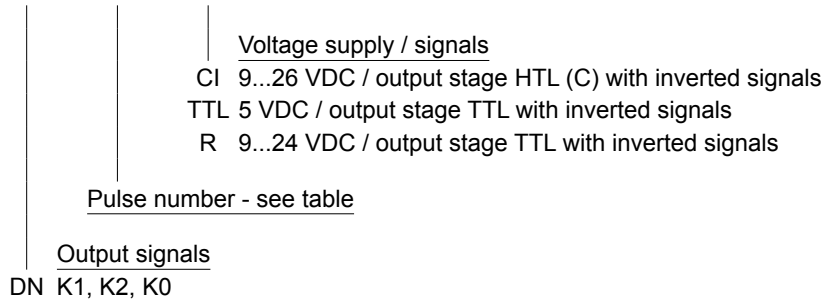 Voltage supply / signals
CI 9...26 VDC / output stage HTL (C) with inverted signals
TTL 5 VDC / output stage TTL with inverted signals
R 9...24 VDC / output stage TTL with inverted signals
Pulse number - see table
Output signals
DN K1, K2, K0